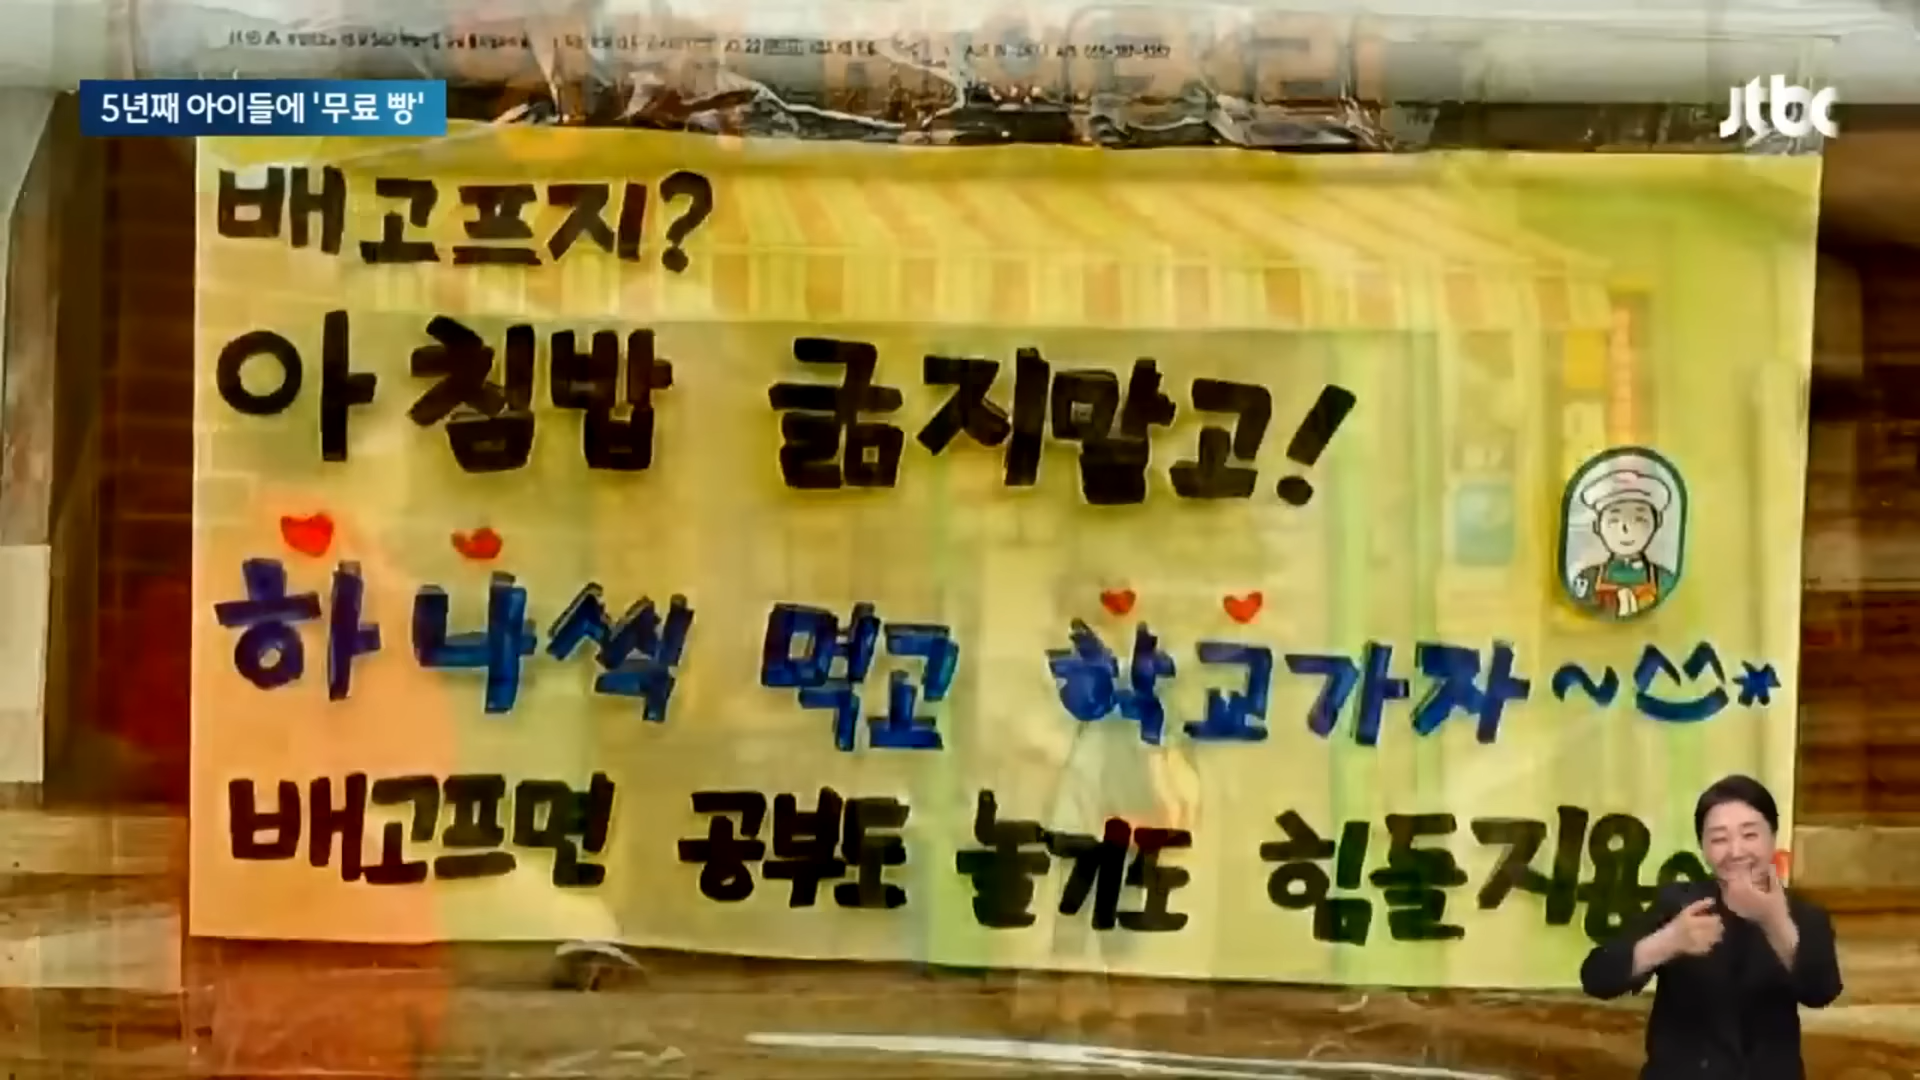 5년째 아이들에 '무료 빵'
jtbc
배고프지?
아침밥 굶지말고!
하나씩 먹고 학교가자~^^*
배고프면 공부도 놀기도 힘들지용~